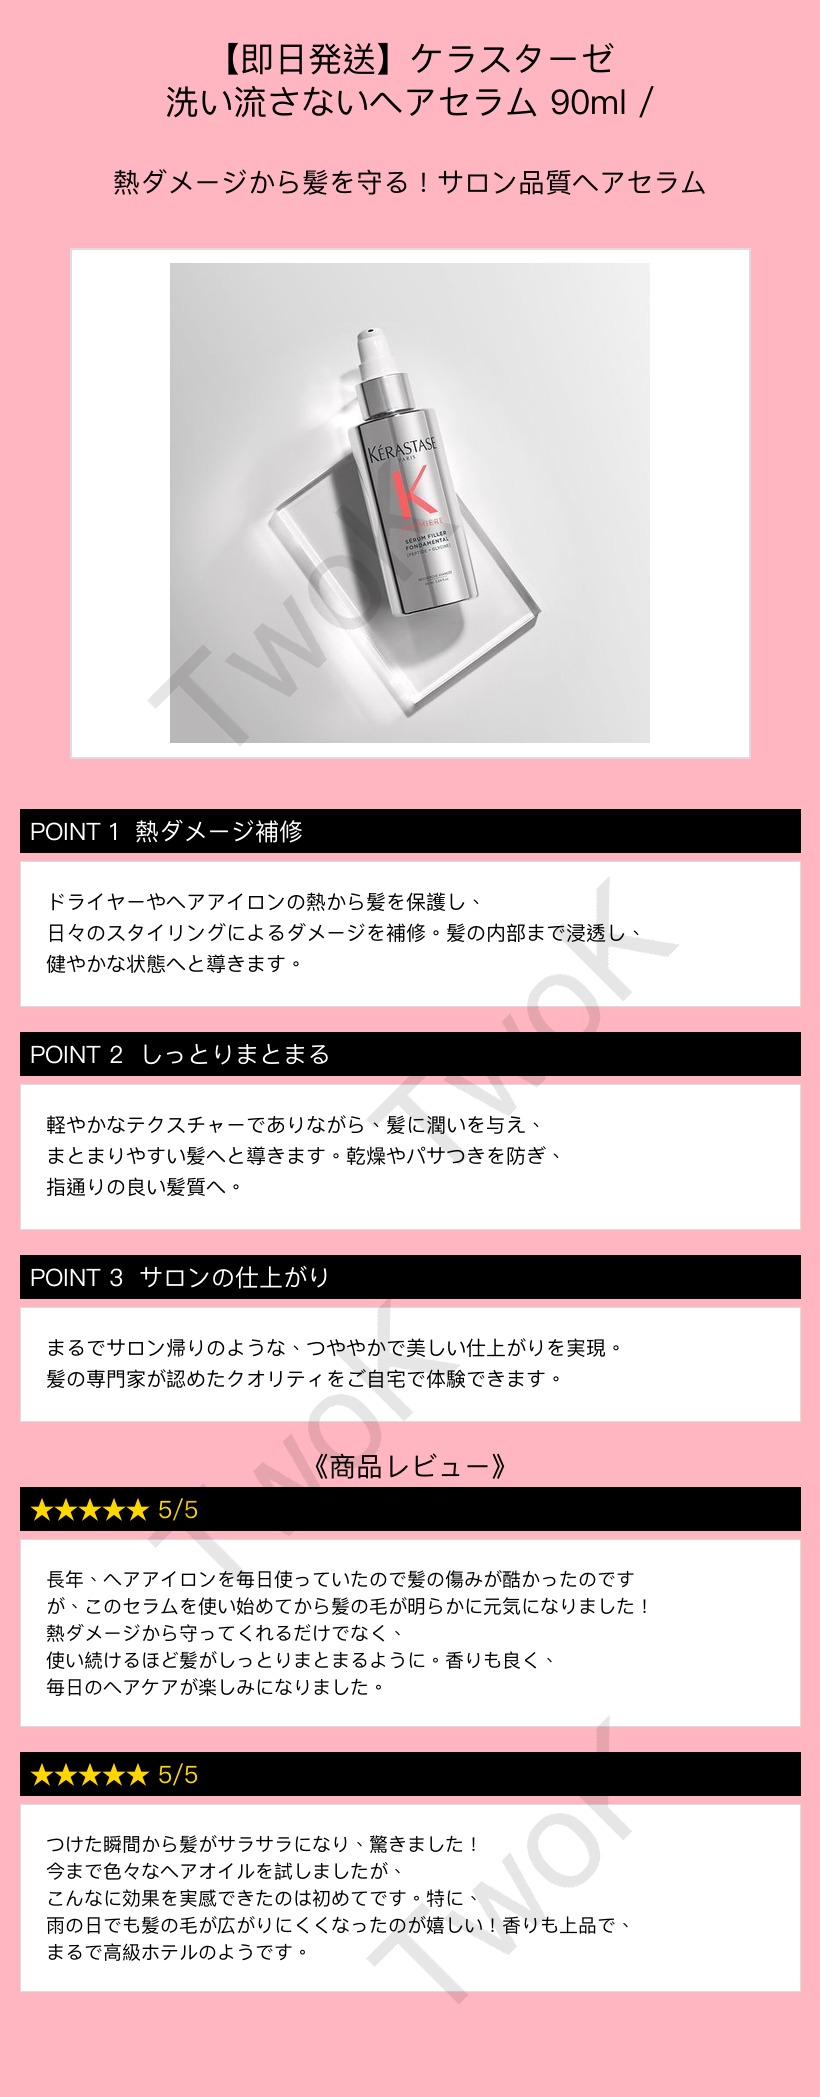 【即日発送】ケラスターゼ
洗い流さないヘアセラム 90ml /
熱ダメージから髪を守る！サロン品質ヘアセラム
KÉRASTASE
PARIS
K
PREMIÈRE
SÉRUM FILLER
FONDAMENTAL
[PEPTIDE + GLYCINE]
TwoK
POINT 1 熱ダメージ補修
ドライヤーやヘアアイロンの熱から髪を保護し、
日々のスタイリングによるダメージを補修。髪の内部まで浸透し、
健やかな状態へと導きます。
TwoK
POINT 2 しっとりまとまる
軽やかなテクスチャーでありながら、髪に潤いを与え、
まとまりやすい髪へと導きます。乾燥やパサつきを防ぎ、
指通りの良い髪質へ。
POINT 3 サロンの仕上がり
まるでサロン帰りのような、つややかで美しい仕上がりを実現。
髪の専門家が認めたクオリティをご自宅で体験できます。
TwoK
《商品レビュー》
★★★★★ 5/5
長年、ヘアアイロンを毎日使っていたので髪の傷みが酷かったのです
が、このセラムを使い始めてから髪の毛が明らかに元気になりました！
熱ダメージから守ってくれるだけでなく、
使い続けるほど髪がしっとりまとまるように。香りも良く、
毎日のヘアケアが楽しみになりました。
★★★★★ 5/5
つけた瞬間から髪がサラサラになり、驚きました！
今まで色々なヘアオイルを試しましたが、
こんなに効果を実感できたのは初めてです。特に、
雨の日でも髪の毛が広がりにくくなったのが嬉しい！香りも上品で、
まるで高級ホテルのようです。
TwoK